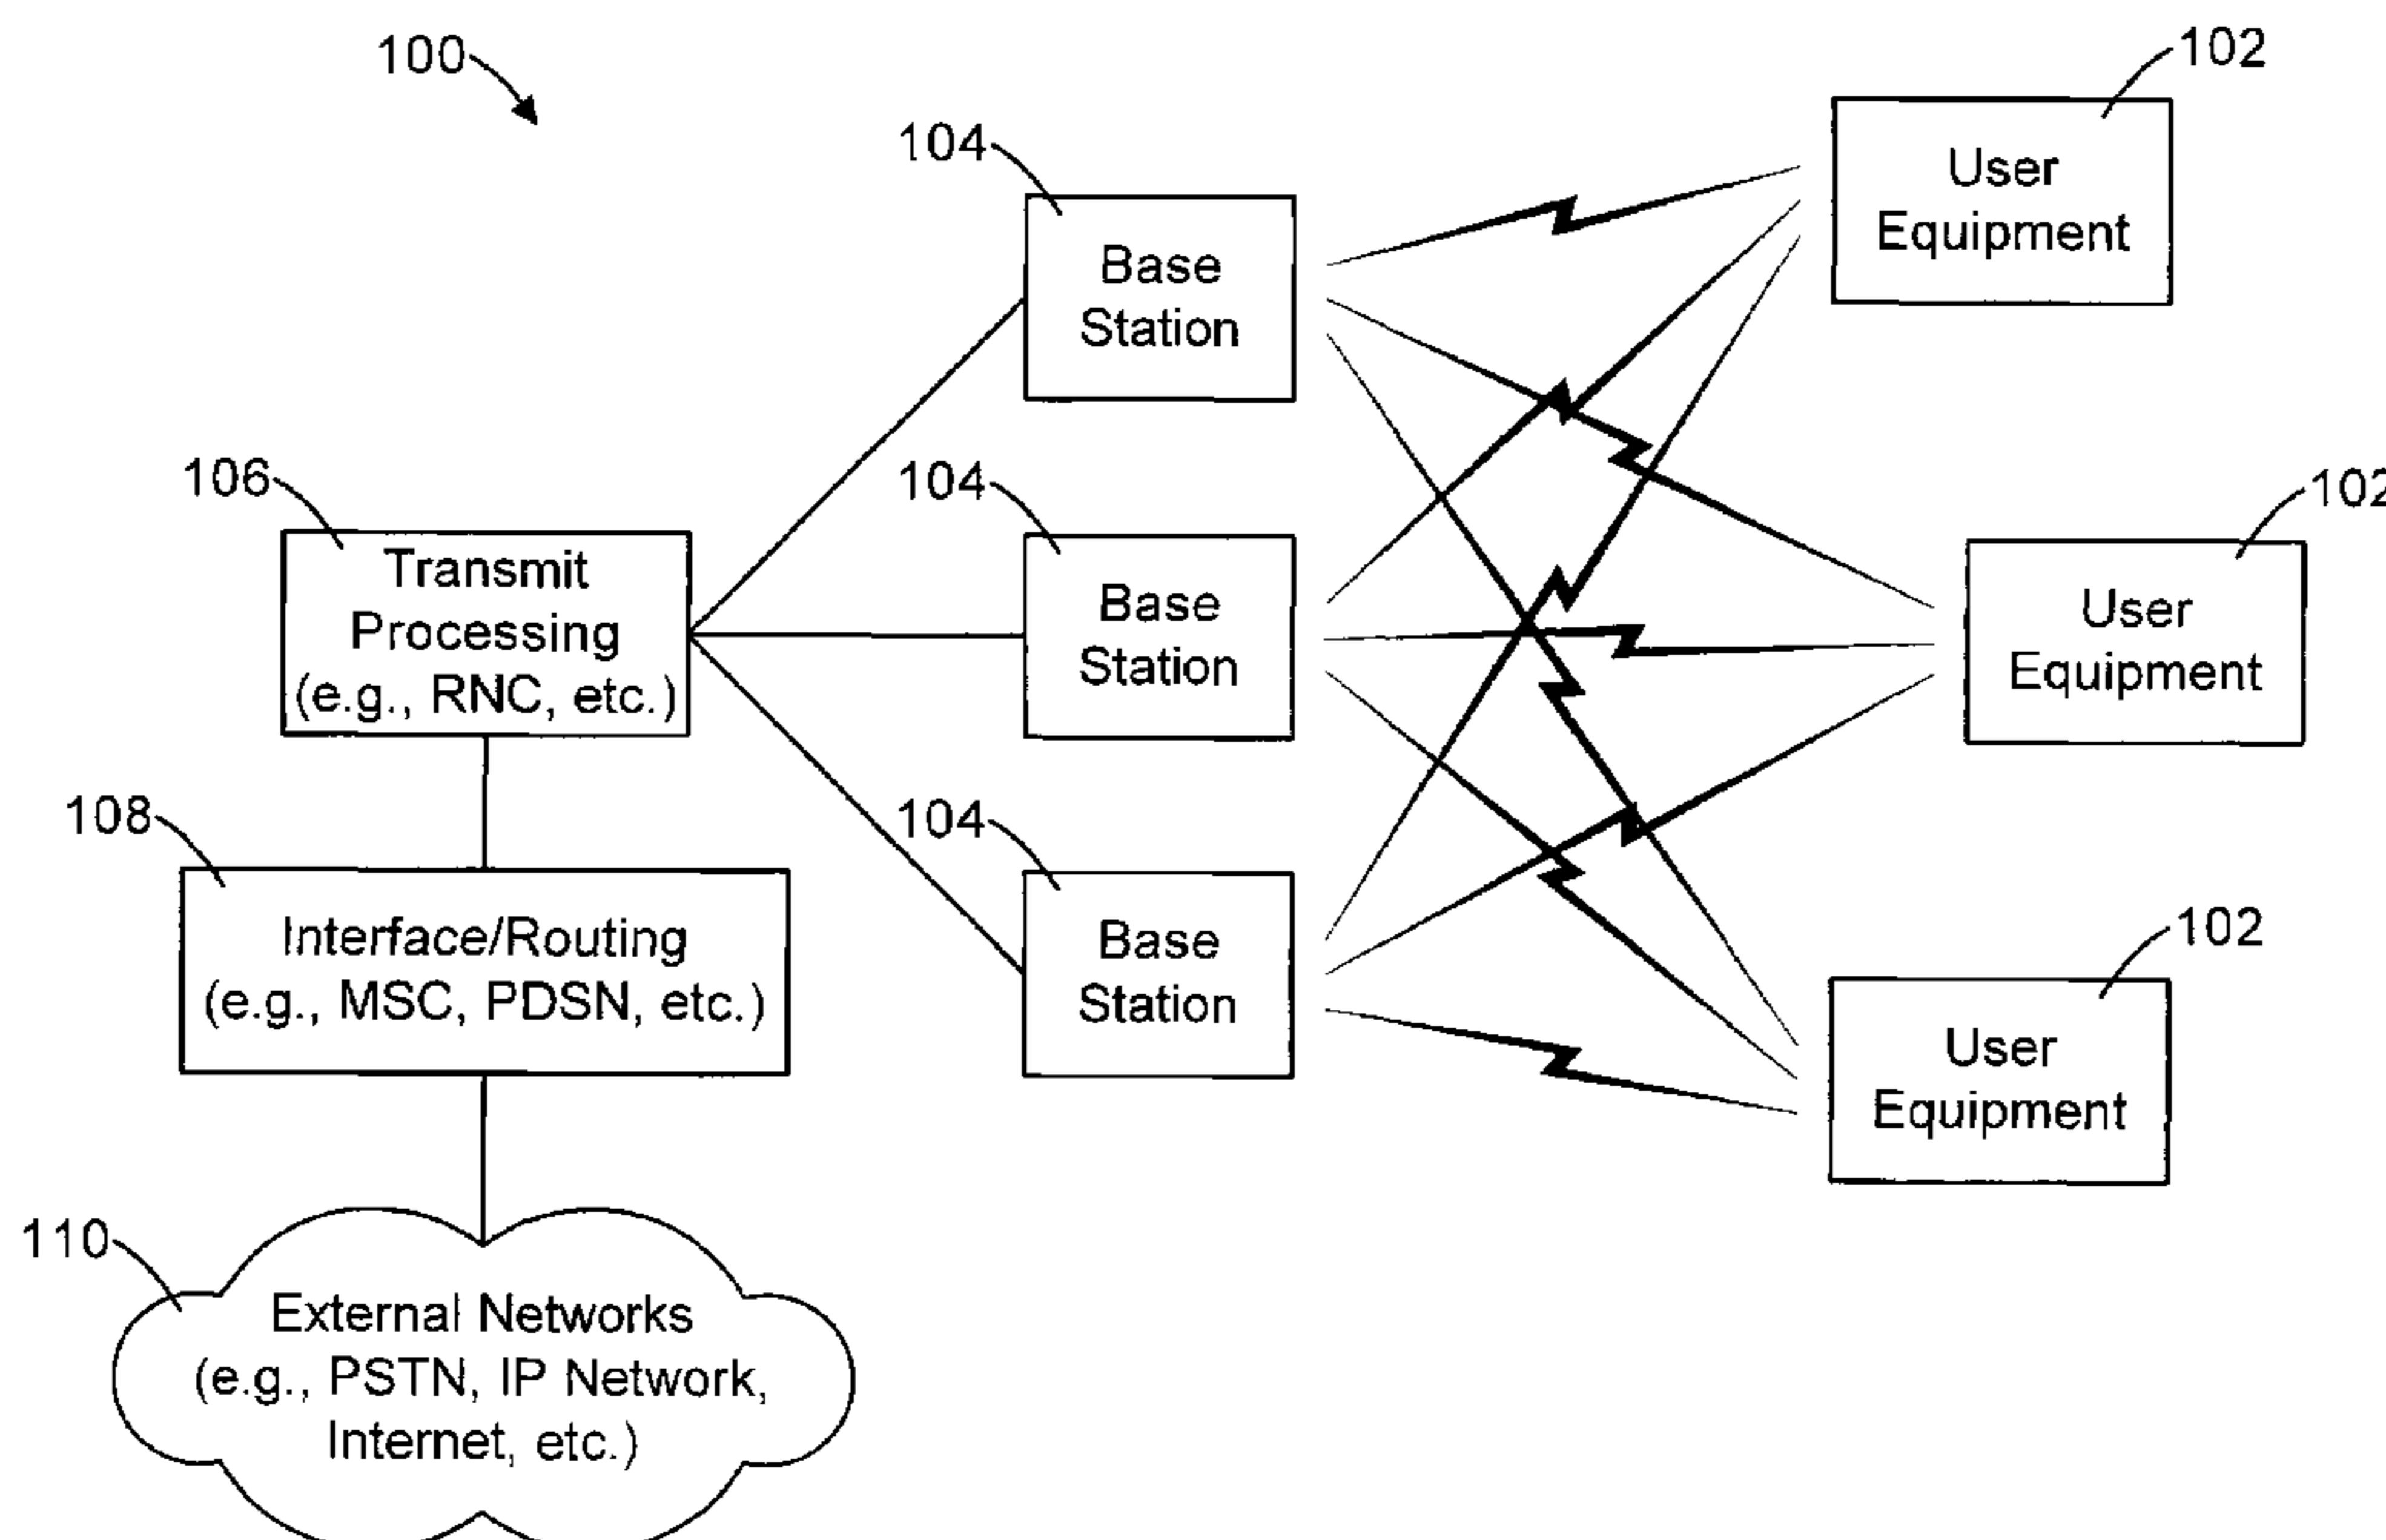 100
102
104
User
Equipment
Base
Station
106
104
102
Transmit
Processing
(e.g., RNC, etc.)
Base
Station
User
Equipment
108
104
102
Interface/Routing
(e.g., MSC, PDSN, etc.)
Base
Station
User
Equipment
110
External Networks
(e.g., PSTN, IP Network,
Internet, etc.)